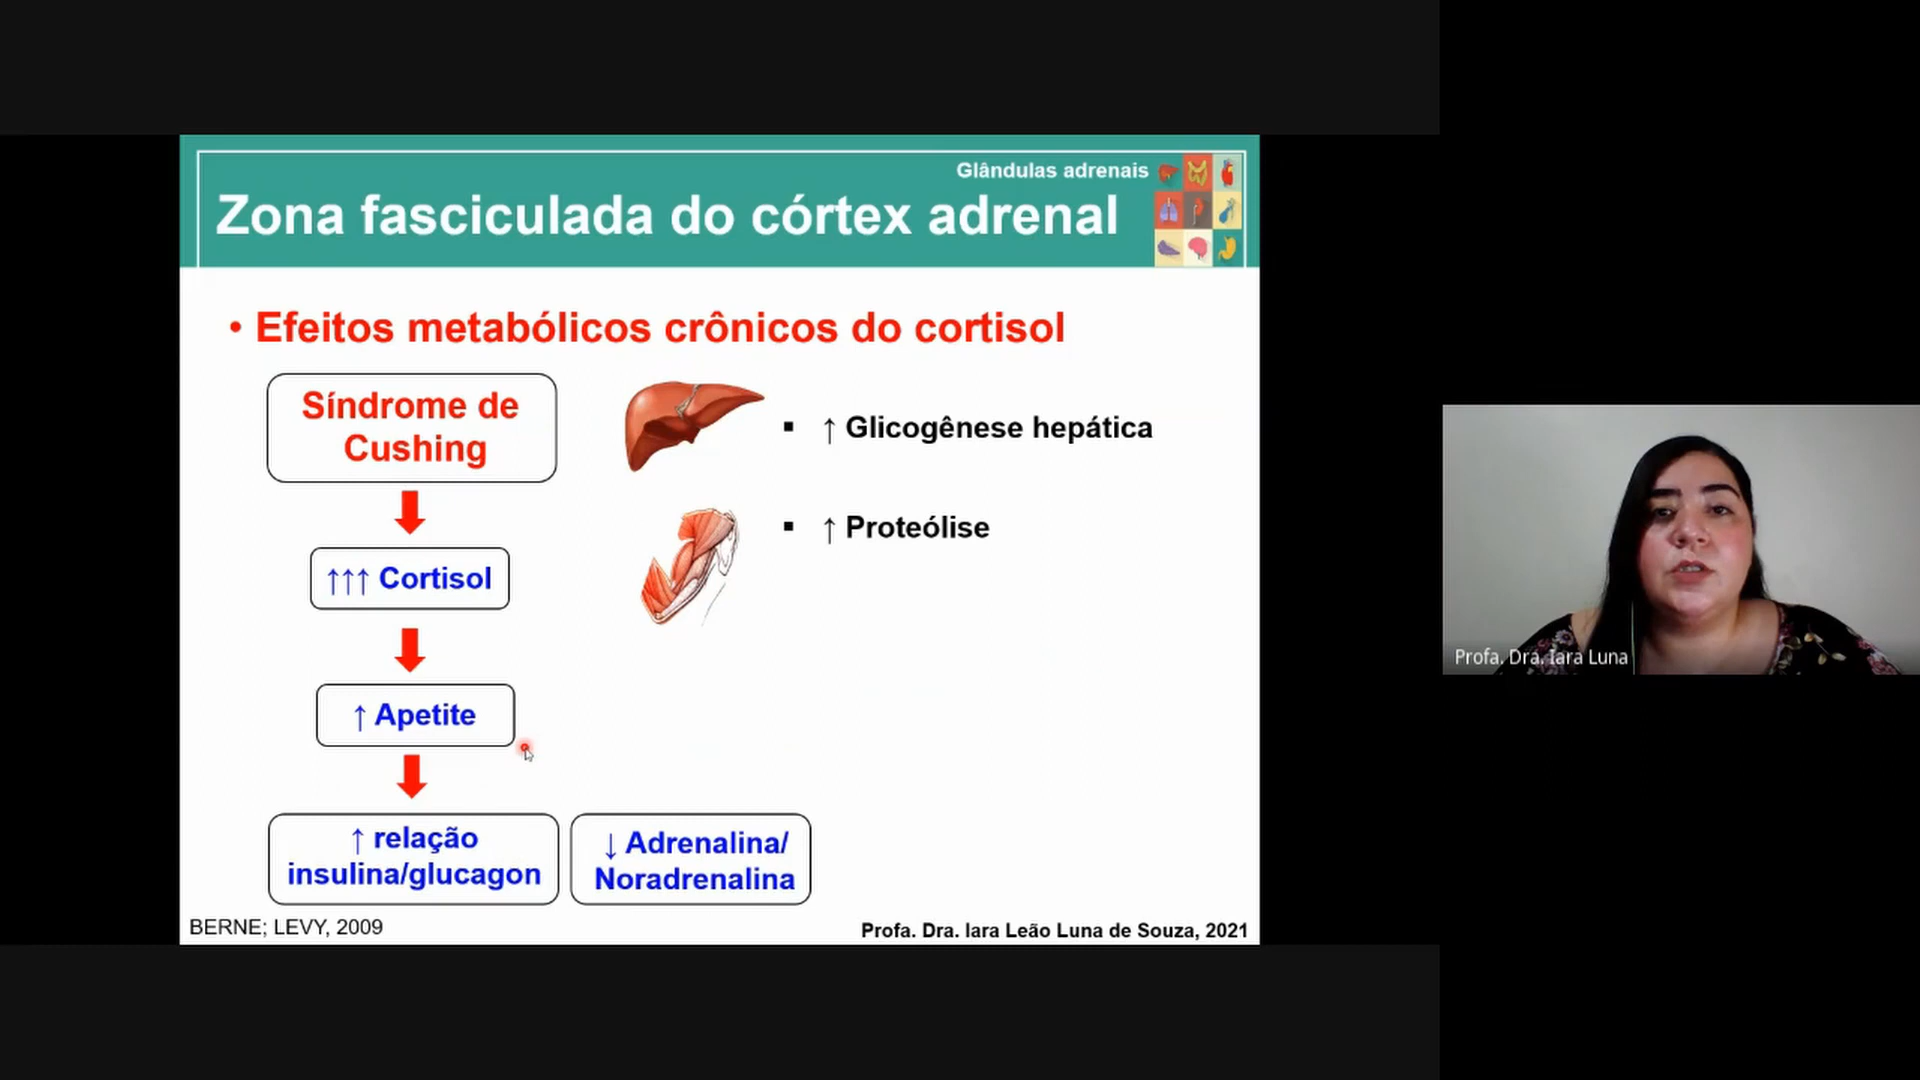 Glândulas adrenais
Zona fasciculada do córtex adrenal
• Efeitos metabólicos crônicos do cortisol
Síndrome de
Cushing
↑↑↑ Cortisol
↑ Apetite
↑ relação
insulina/glucagon
↓ Adrenalina/
Noradrenalina
▪ ↑ Glicogênese hepática
▪ ↑ Proteólise
BERNE; LEVY, 2009
Profa. Dra. Iara Leão Luna de Souza, 2021
Profa. Dra. Iara Luna